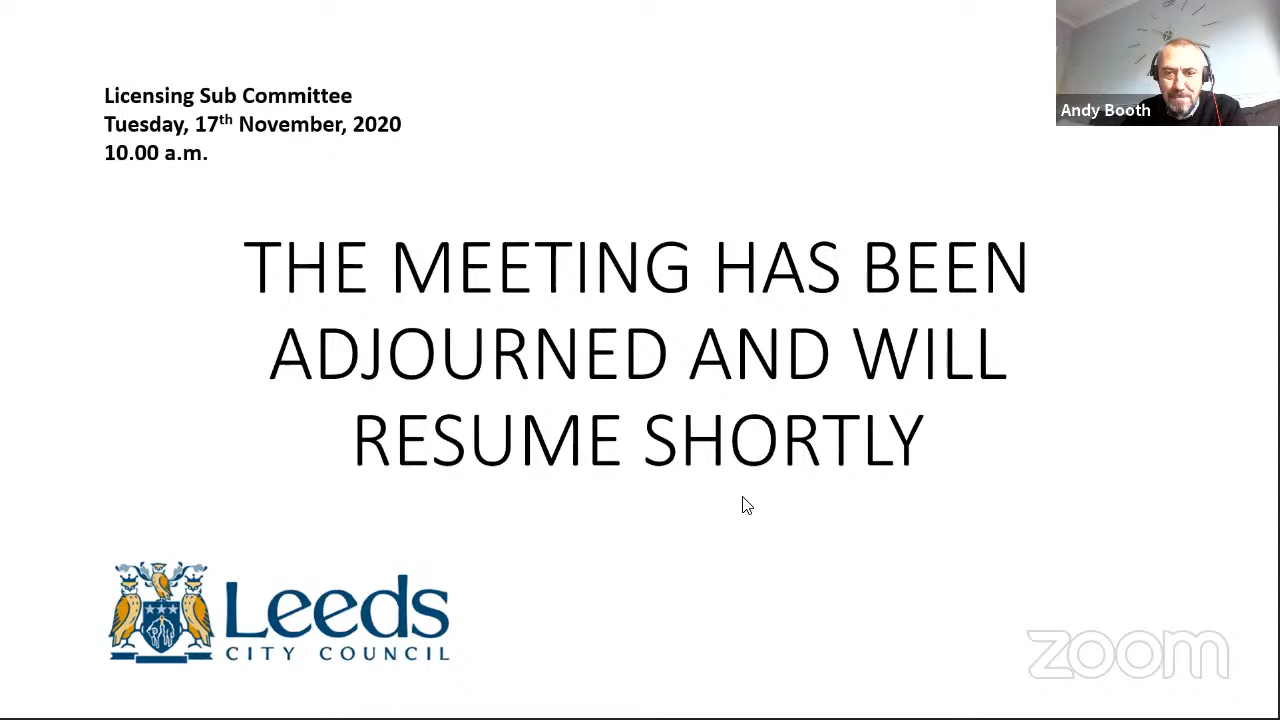 Licensing Sub Committee
Tuesday, 17th November, 2020
10.00 a.m.
Andy Booth
THE MEETING HAS BEEN
ADJOURNED AND WILL
RESUME SHORTLY
Leeds
CITY COUNCIL
zoom